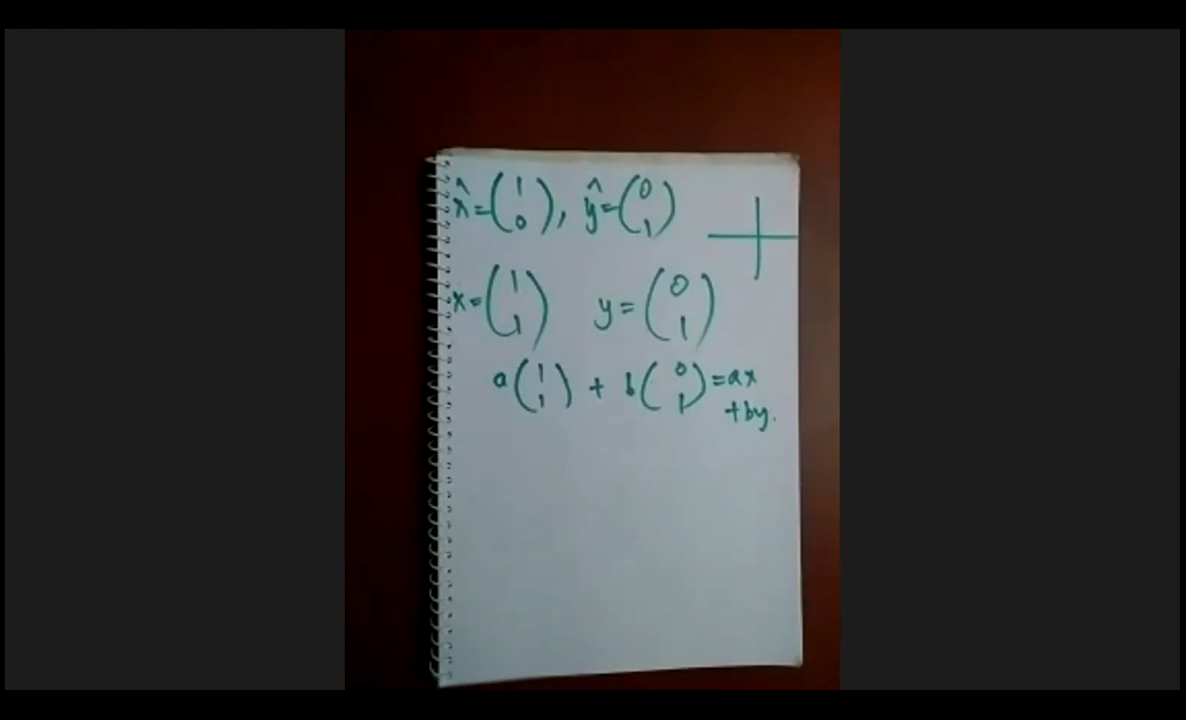 x̂ = (1 0), ŷ = (0 1)
x = (1 1) y = (0 1)
a(1 1) + b(0 1) = ax
+by.